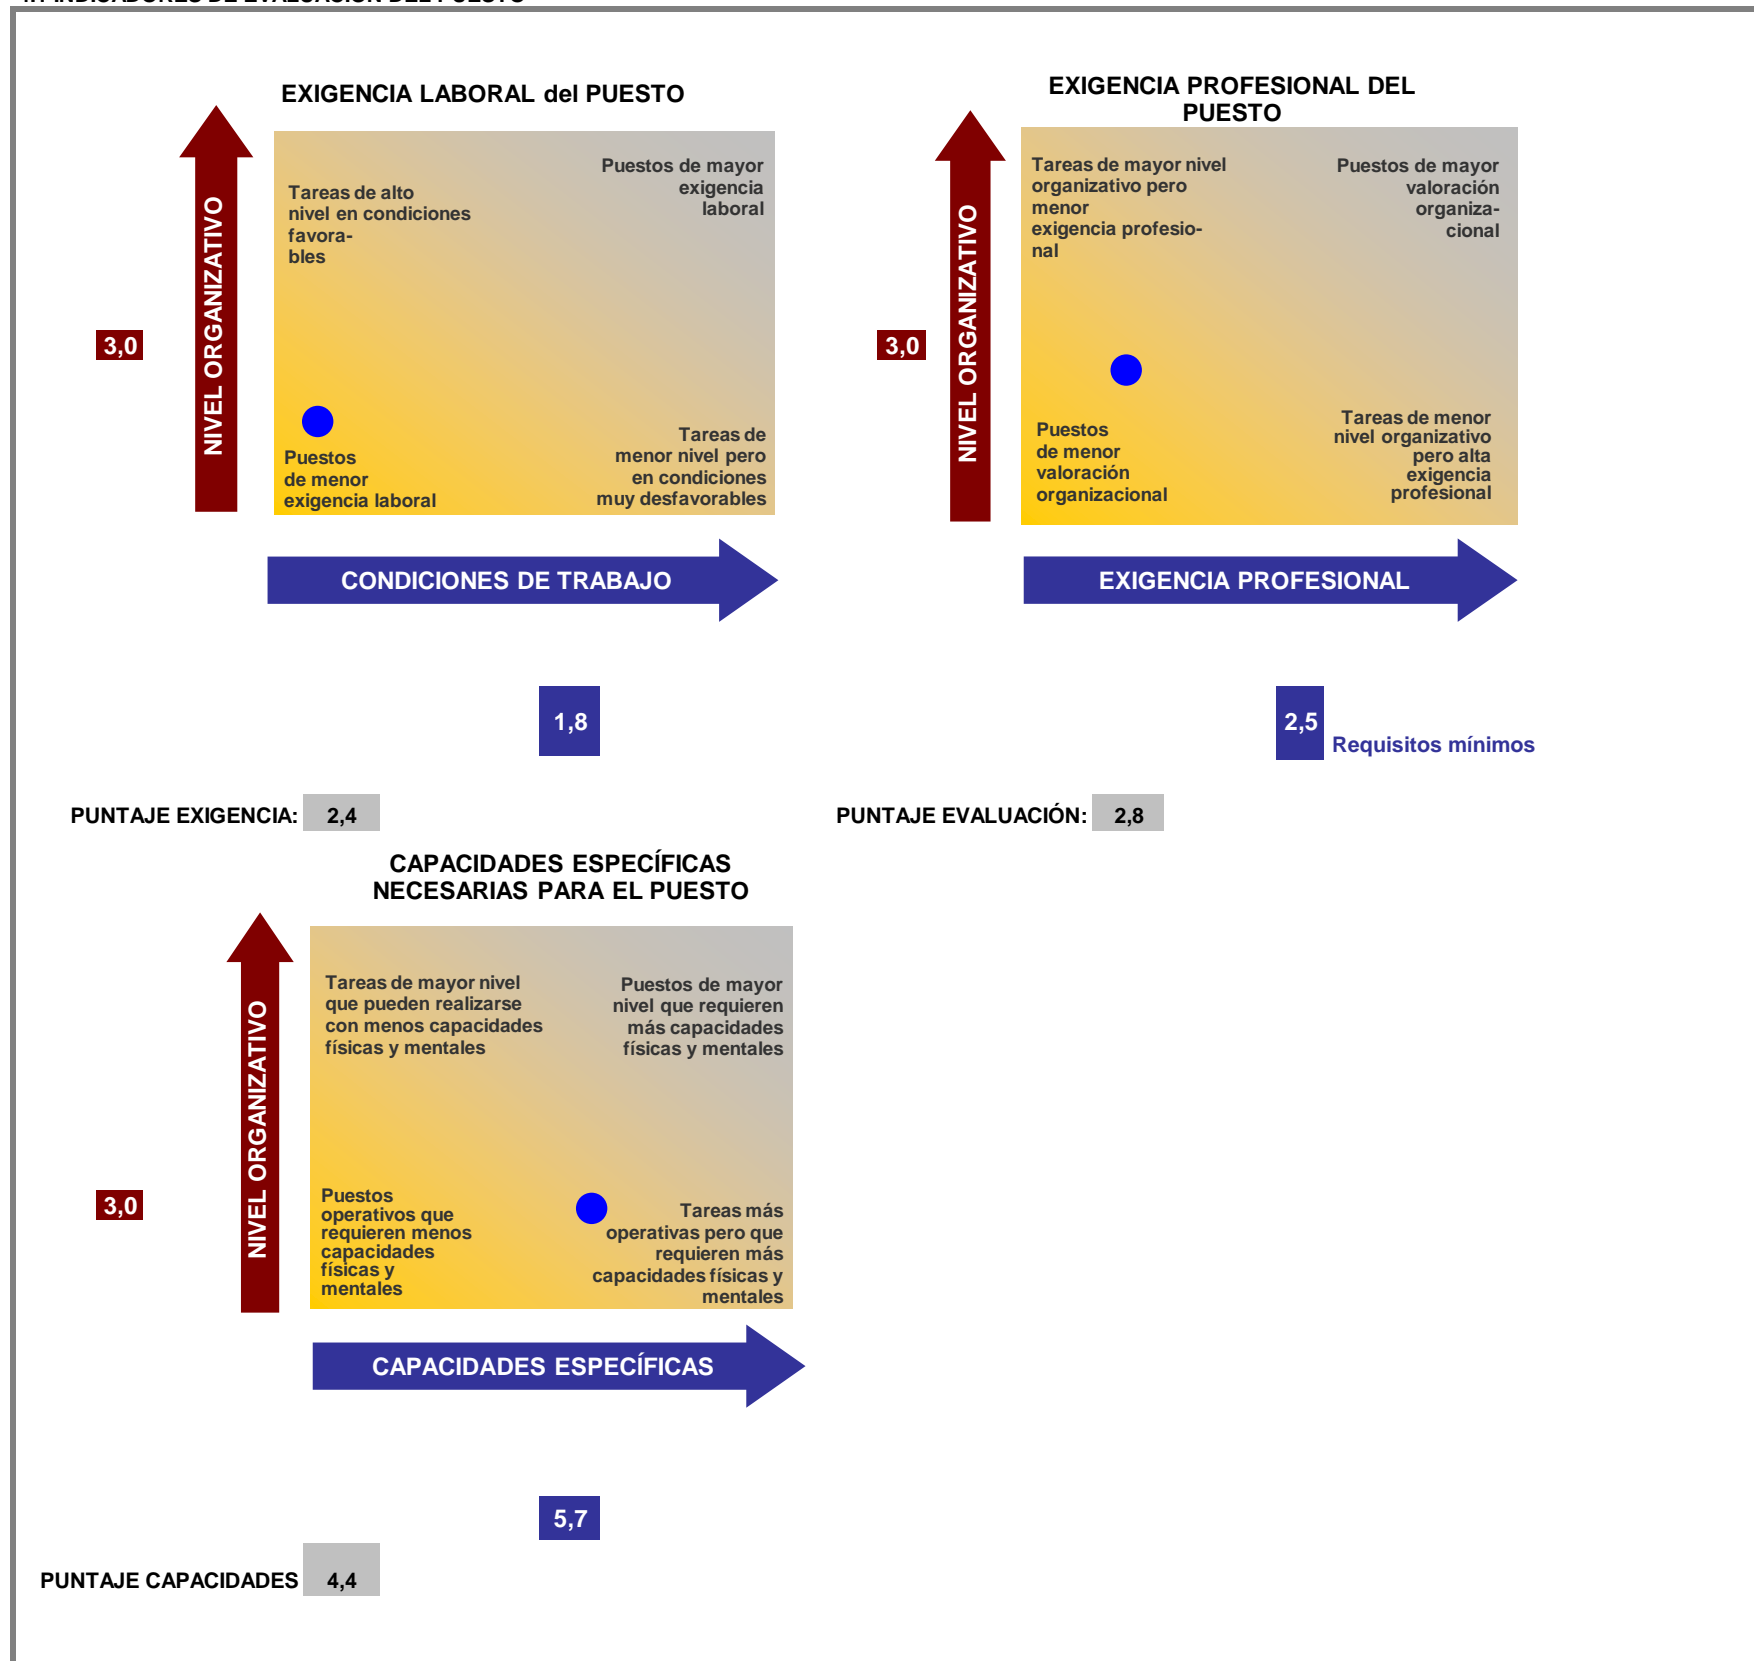 EXIGENCIA LABORAL del PUESTO
NIVEL ORGANIZATIVO
Tareas de alto
nivel en condiciones
favora-
bles
Puestos de mayor
exigencia
laboral
3,0
Puestos
de menor
exigencia laboral
Tareas de
menor nivel pero
en condiciones
muy desfavorables
CONDICIONES DE TRABAJO
1,8
PUNTAJE EXIGENCIA: 2,4
EXIGENCIA PROFESIONAL DEL
PUESTO
NIVEL ORGANIZATIVO
Tareas de mayor nivel
organizativo pero
menor
exigencia profesio-
nal
Puestos de mayor
valoración
organiza-
cional
3,0
Puestos
de menor
valoración
organizacional
Tareas de menor
nivel organizativo
pero alta
exigencia
profesional
EXIGENCIA PROFESIONAL
2,5
Requisitos mínimos
PUNTAJE EVALUACIÓN: 2,8
CAPACIDADES ESPECÍFICAS
NECESARIAS PARA EL PUESTO
NIVEL ORGANIZATIVO
Tareas de mayor nivel
que pueden realizarse
con menos capacidades
físicas y mentales
Puestos de mayor
nivel que requieren
más capacidades
físicas y mentales
3,0
Puestos
operativos que
requieren menos
capacidades
físicas y
mentales
Tareas más
operativas pero que
requieren más
capacidades físicas y
mentales
CAPACIDADES ESPECÍFICAS
5,7
PUNTAJE CAPACIDADES 4,4